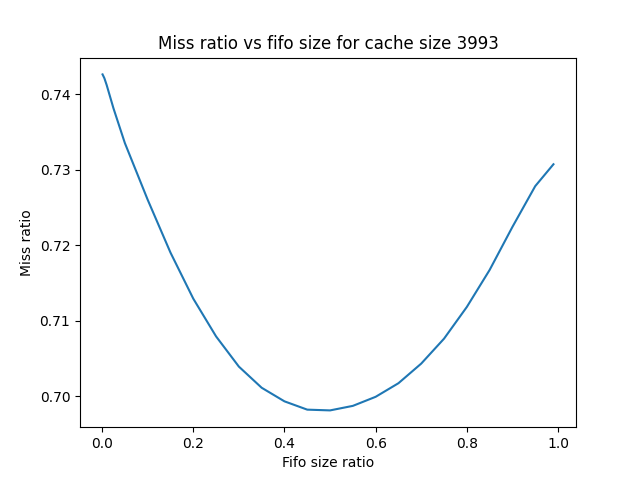 Miss ratio vs fifo size for cache size 3993
0.74
0.73
0.72
0.71
0.70
Miss ratio
0.0 0.2 0.4 0.6 0.8 1.0
Fifo size ratio